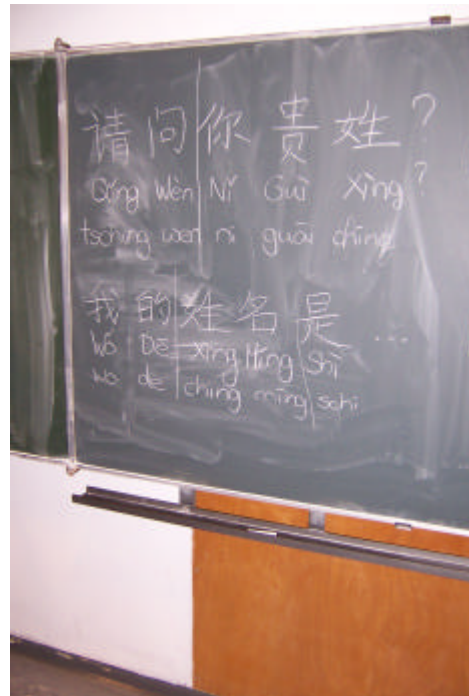 请问你贵姓?
Qǐng Wèn Nǐ Guì Xìng?
tsching wen ni guäi ching
我的姓名是...
Wǒ De Xìng Míng Shì
wo de ching ming schi